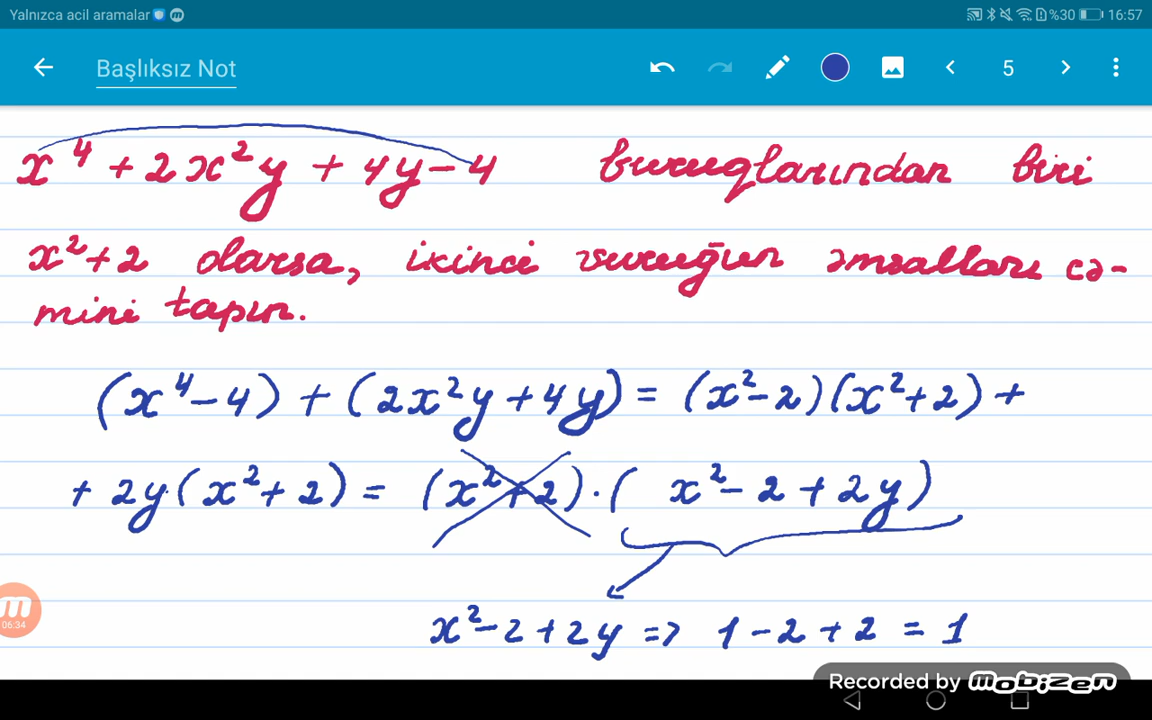 Yalnızca acil aramalar
%30 16:57
Başlıksız Not
5
x⁴ + 2x²y + 4y - 4 vuruqlarından biri
x² + 2 olarsa, ikinci vuruğun əmsalları cə-
mini tapın.
(x⁴ - 4) + (2x²y + 4y) = (x² - 2)(x² + 2) +
+ 2y·(x² + 2) = (x² + 2)·(x² - 2 + 2y)
x² - 2 + 2y => 1 - 2 + 2 = 1
06:34
Recorded by mobizen